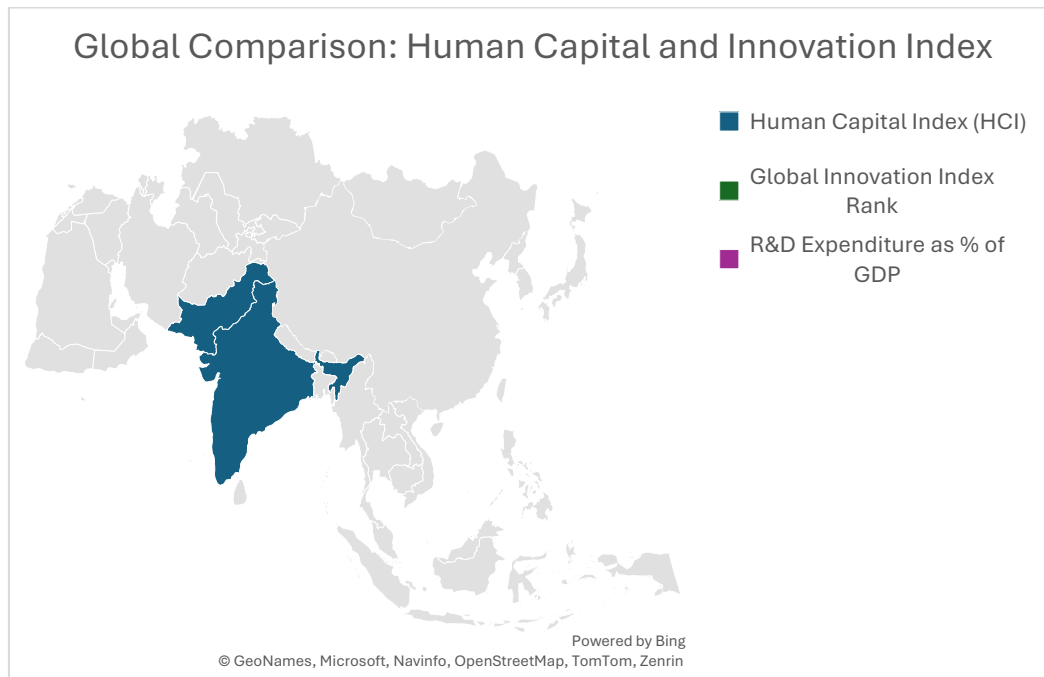 Global Comparison: Human Capital and Innovation Index
Human Capital Index (HCI)
Global Innovation Index
Rank
R&D Expenditure as % of
GDP
Powered by Bing
© GeoNames, Microsoft, Navinfo, OpenStreetMap, TomTom, Zenrin